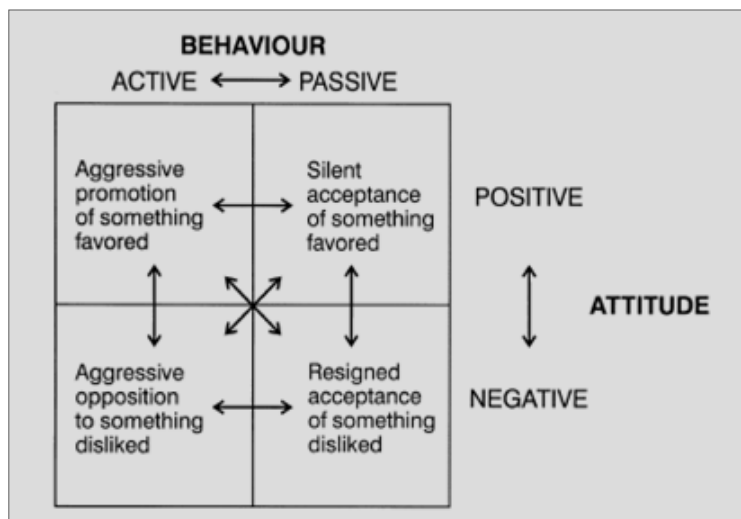 BEHAVIOUR
ACTIVE PASSIVE
Aggressive
promotion
of something
favored
Silent
acceptance
of something
favored
POSITIVE
ATTITUDE
Aggressive
opposition
to something
disliked
Resigned
acceptance
of something
disliked
NEGATIVE